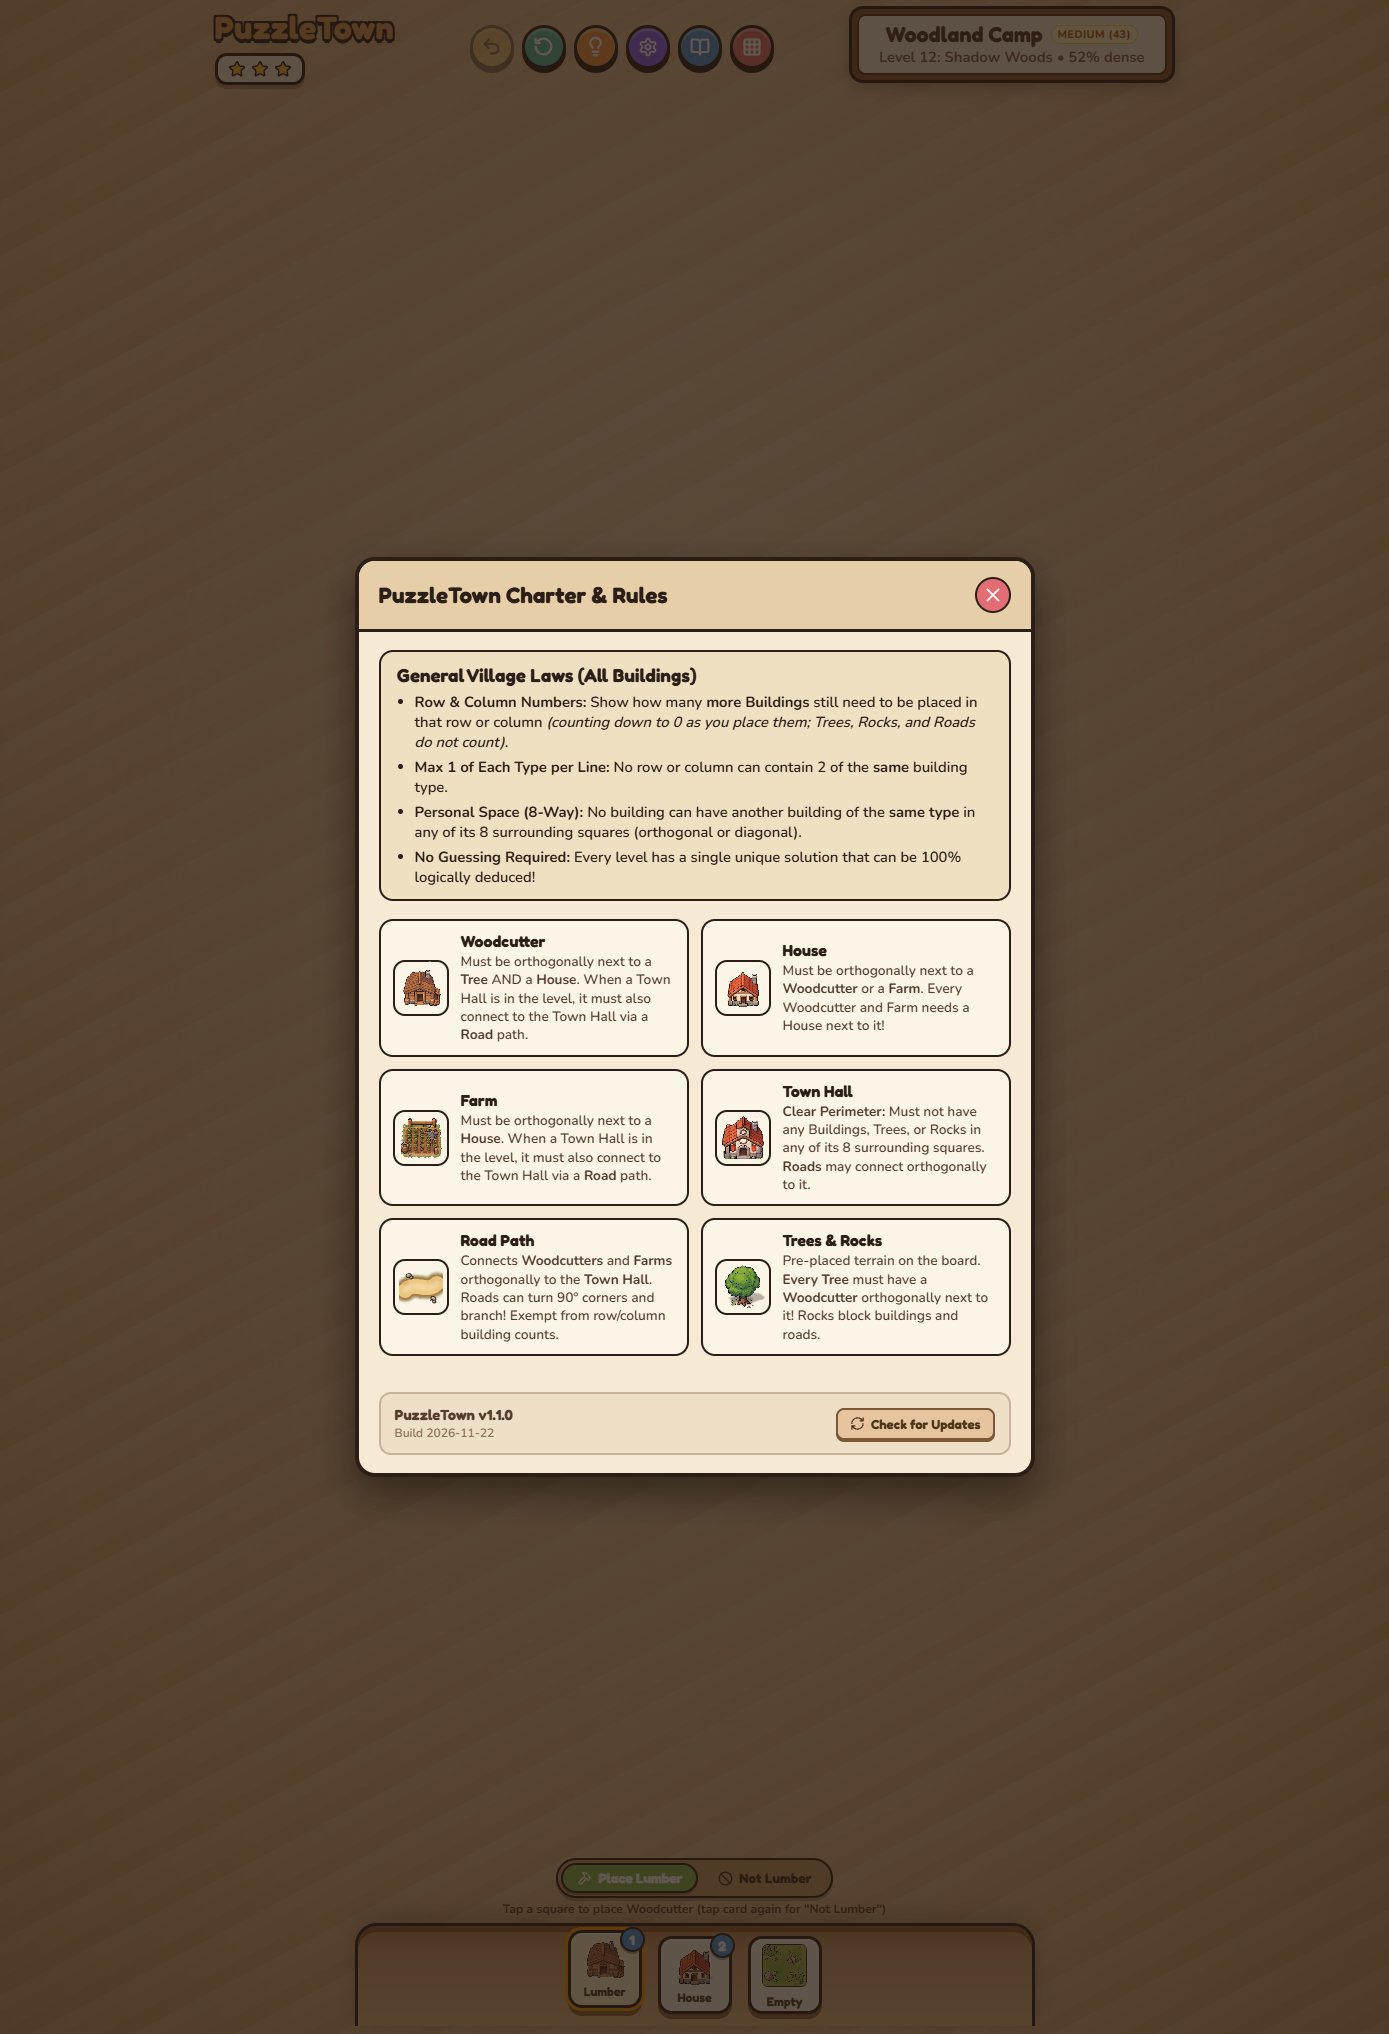 PuzzleTown
Woodland Camp MEDIUM (43)
Level 12: Shadow Woods • 52% dense
PuzzleTown Charter & Rules
General Village Laws (All Buildings)
• Row & Column Numbers: Show how many more Buildings still need to be placed in
that row or column (counting down to 0 as you place them; Trees, Rocks, and Roads
do not count).
• Max 1 of Each Type per Line: No row or column can contain 2 of the same building
type.
• Personal Space (8-Way): No building can have another building of the same type in
any of its 8 surrounding squares (orthogonal or diagonal).
• No Guessing Required: Every level has a single unique solution that can be 100%
logically deduced!
Woodcutter
Must be orthogonally next to a
Tree AND a House. When a Town
Hall is in the level, it must also
connect to the Town Hall via a
Road path.
House
Must be orthogonally next to a
Woodcutter or a Farm. Every
Woodcutter and Farm needs a
House next to it!
Farm
Must be orthogonally next to a
House. When a Town Hall is in
the level, it must also connect to
the Town Hall via a Road path.
Town Hall
Clear Perimeter: Must not have
any Buildings, Trees, or Rocks in
any of its 8 surrounding squares.
Roads may connect orthogonally
to it.
Road Path
Connects Woodcutters and Farms
orthogonally to the Town Hall.
Roads can turn 90° corners and
branch! Exempt from row/column
building counts.
Trees & Rocks
Pre-placed terrain on the board.
Every Tree must have a
Woodcutter orthogonally next to
it! Rocks block buildings and
roads.
PuzzleTown v1.1.0
Build 2026-11-22
Check for Updates
Place Lumber
Not Lumber
Tap a square to place Woodcutter (tap card again for "Not Lumber")
1
Lumber
2
House
Empty